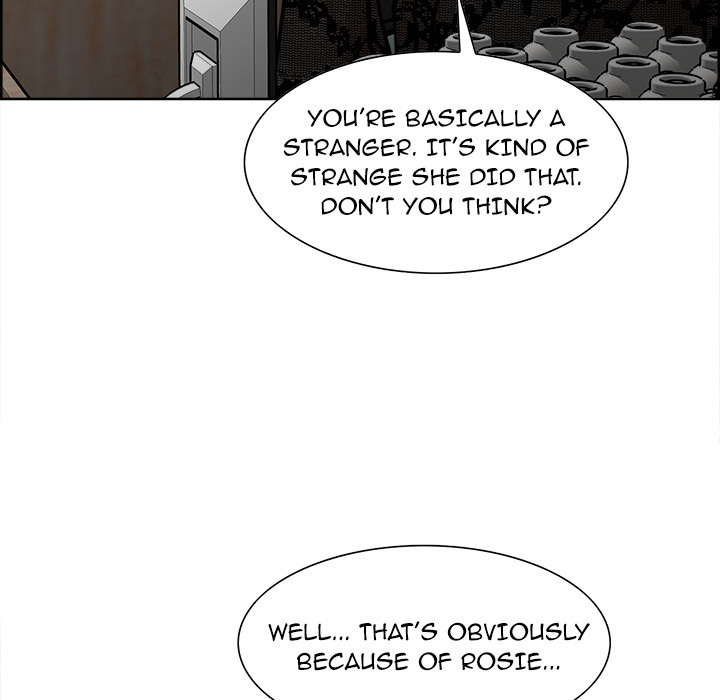 YOU'RE BASICALLY A
STRANGER. IT'S KIND OF
STRANGE SHE DID THAT.
DON'T YOU THINK?
WELL... THAT'S OBVIOUSLY
BECAUSE OF ROSIE...